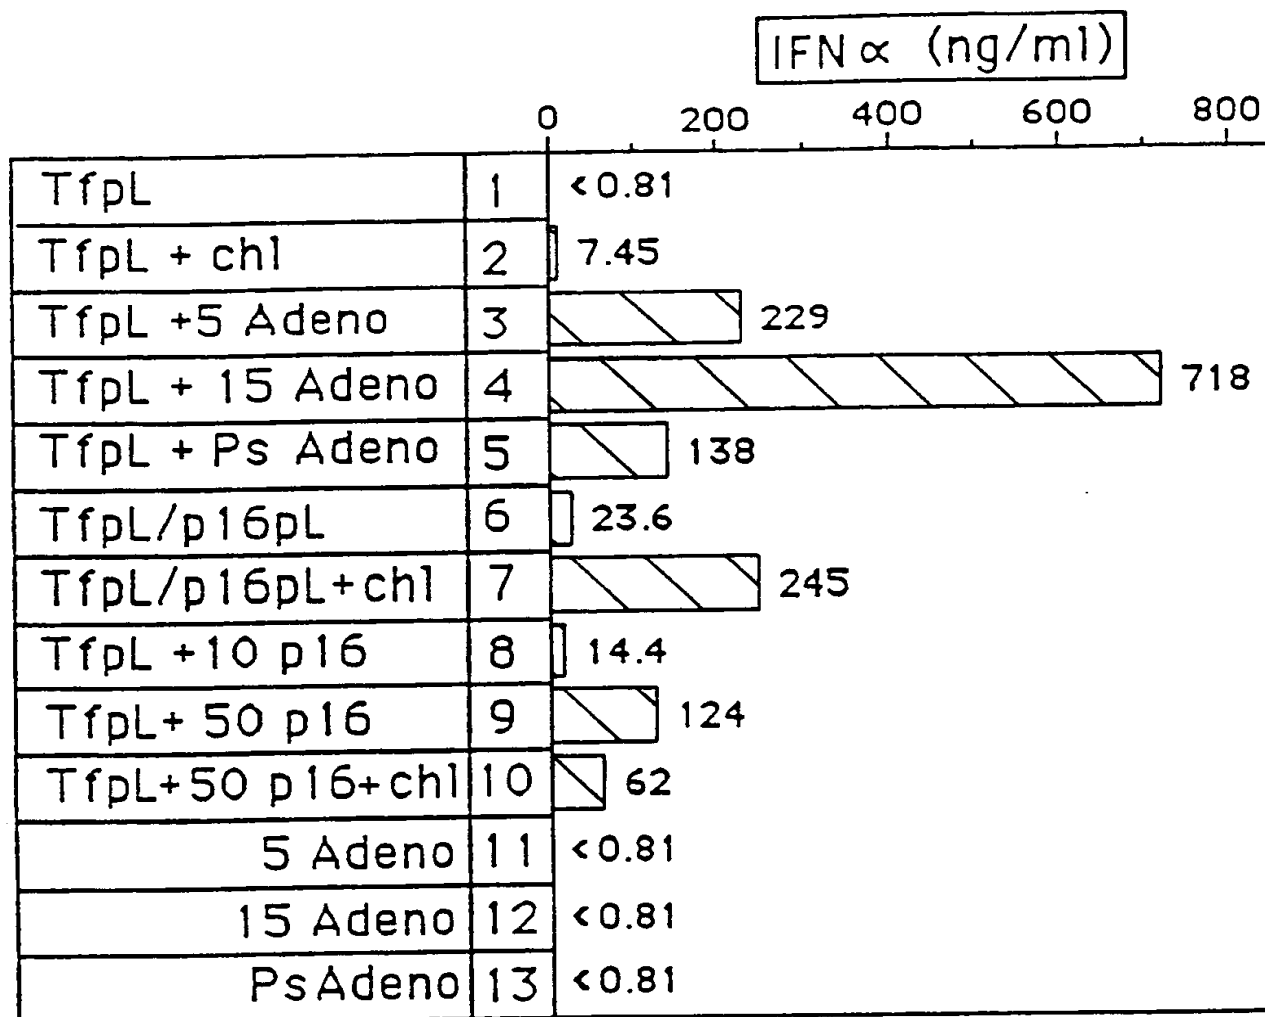 IFN ∝ (ng/ml)
0 200 400 600 800
TfpL 1 <0.81
TfpL + chl 2 7.45
TfpL +5 Adeno 3 229
TfpL + 15 Adeno 4 718
TfpL + Ps Adeno 5 138
TfpL/p16pL 6 23.6
TfpL/p16pL+chl 7 245
TfpL +10 p16 8 14.4
TfpL+ 50 p16 9 124
TfpL+50 p16+chl 10 62
5 Adeno 11 <0.81
15 Adeno 12 <0.81
Ps Adeno 13 <0.81